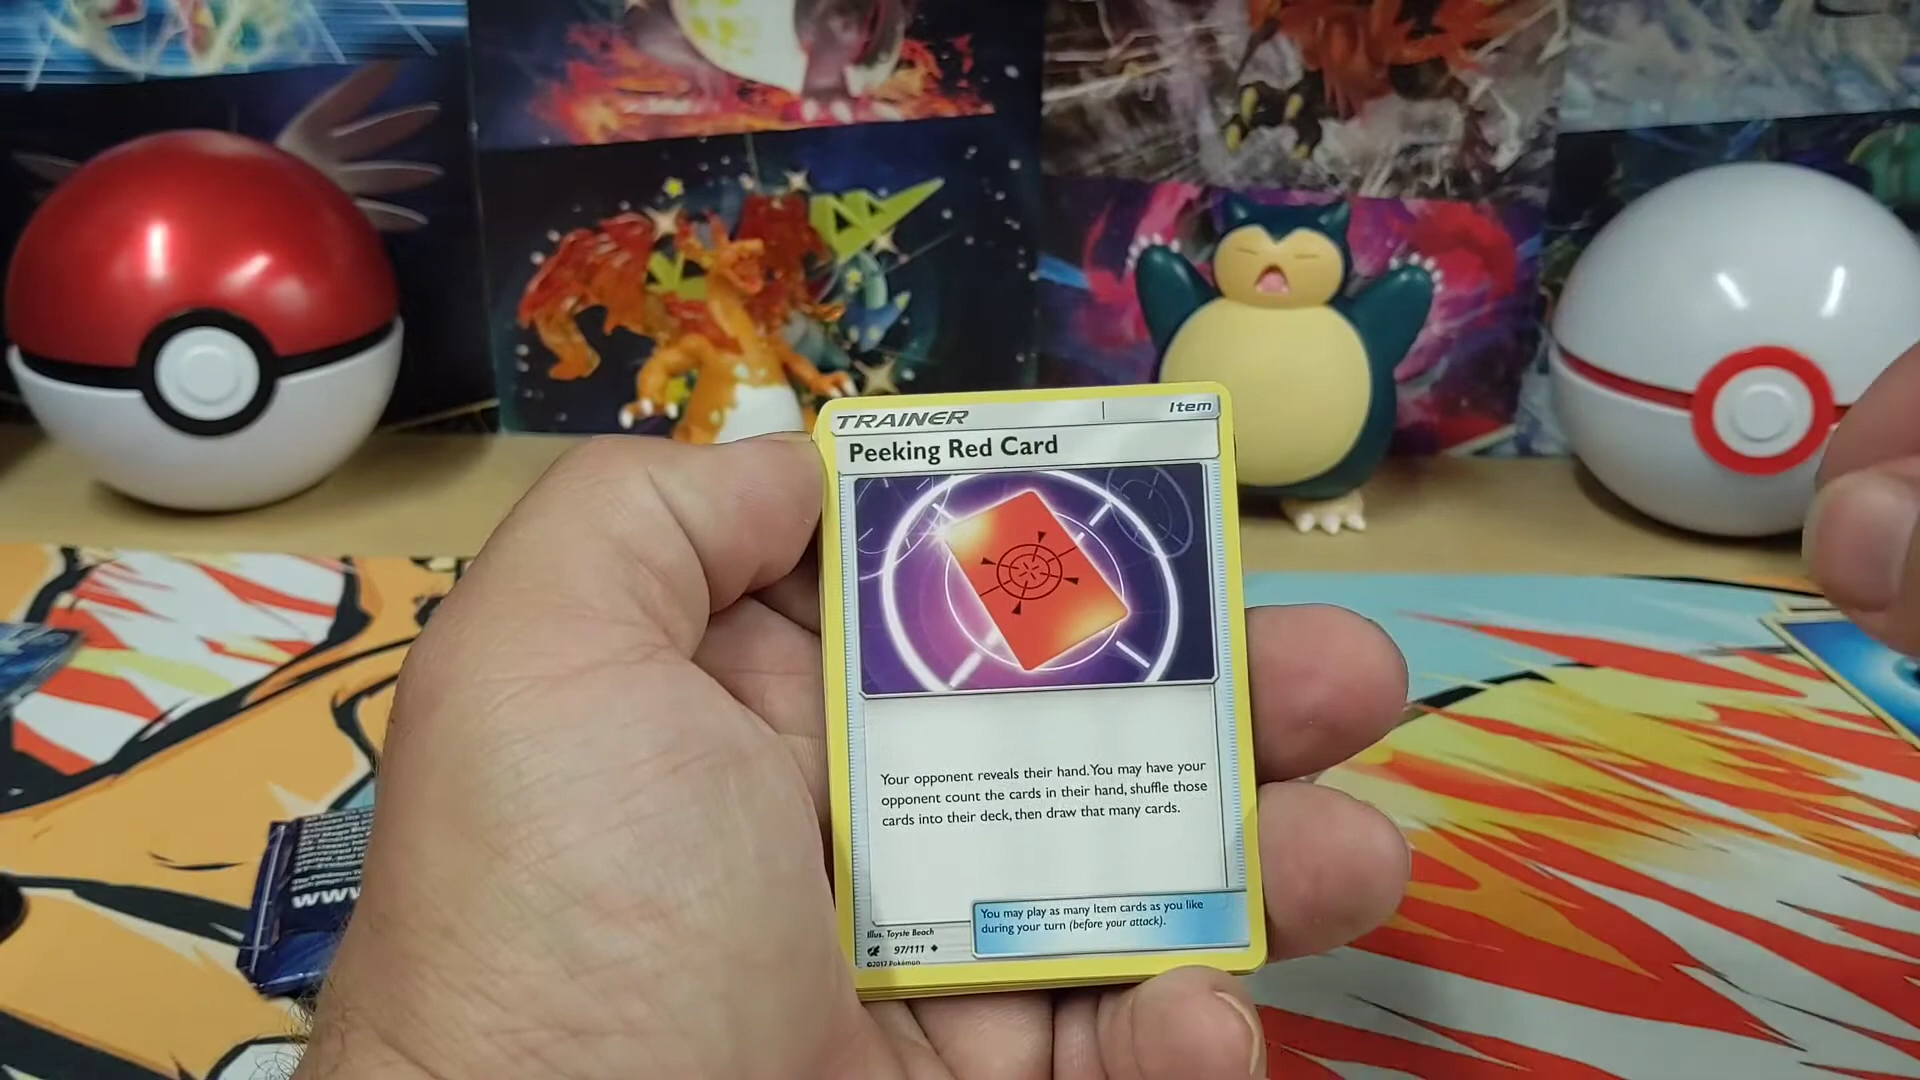 TRAINER Item
Peeking Red Card
Your opponent reveals their hand. You may have your
opponent count the cards in their hand, shuffle those
cards into their deck, then draw that many cards.
You may play as many Item cards as you like
during your turn (before your attack).
Illus. Toyste Beach
97/111
©2017 Pokémon
www